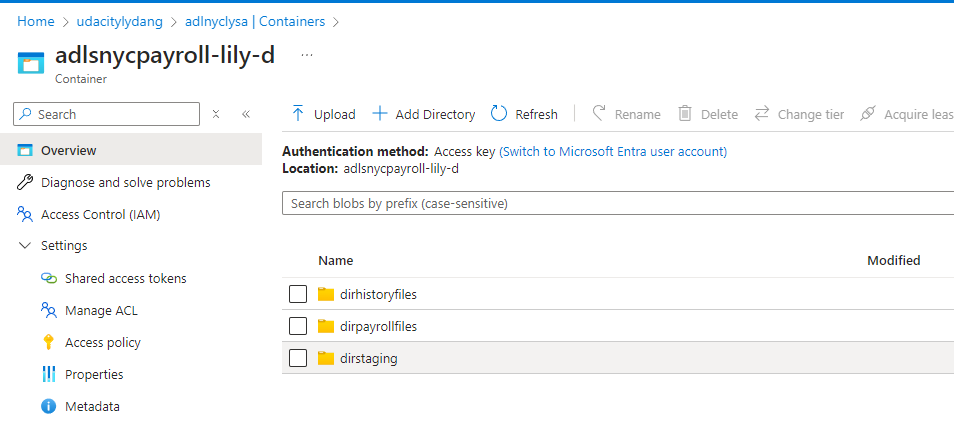 Home > udacitylydang > adlnyclysa | Containers >
adlsnycpayroll-lily-d ...
Container
Search
Upload Add Directory Refresh Rename Delete Change tier Acquire leas
Overview
Diagnose and solve problems
Access Control (IAM)
Settings
Shared access tokens
Manage ACL
Access policy
Properties
Metadata
Authentication method: Access key (Switch to Microsoft Entra user account)
Location: adlsnycpayroll-lily-d
Search blobs by prefix (case-sensitive)
Name Modified
dirhistoryfiles
dirpayrollfiles
dirstaging